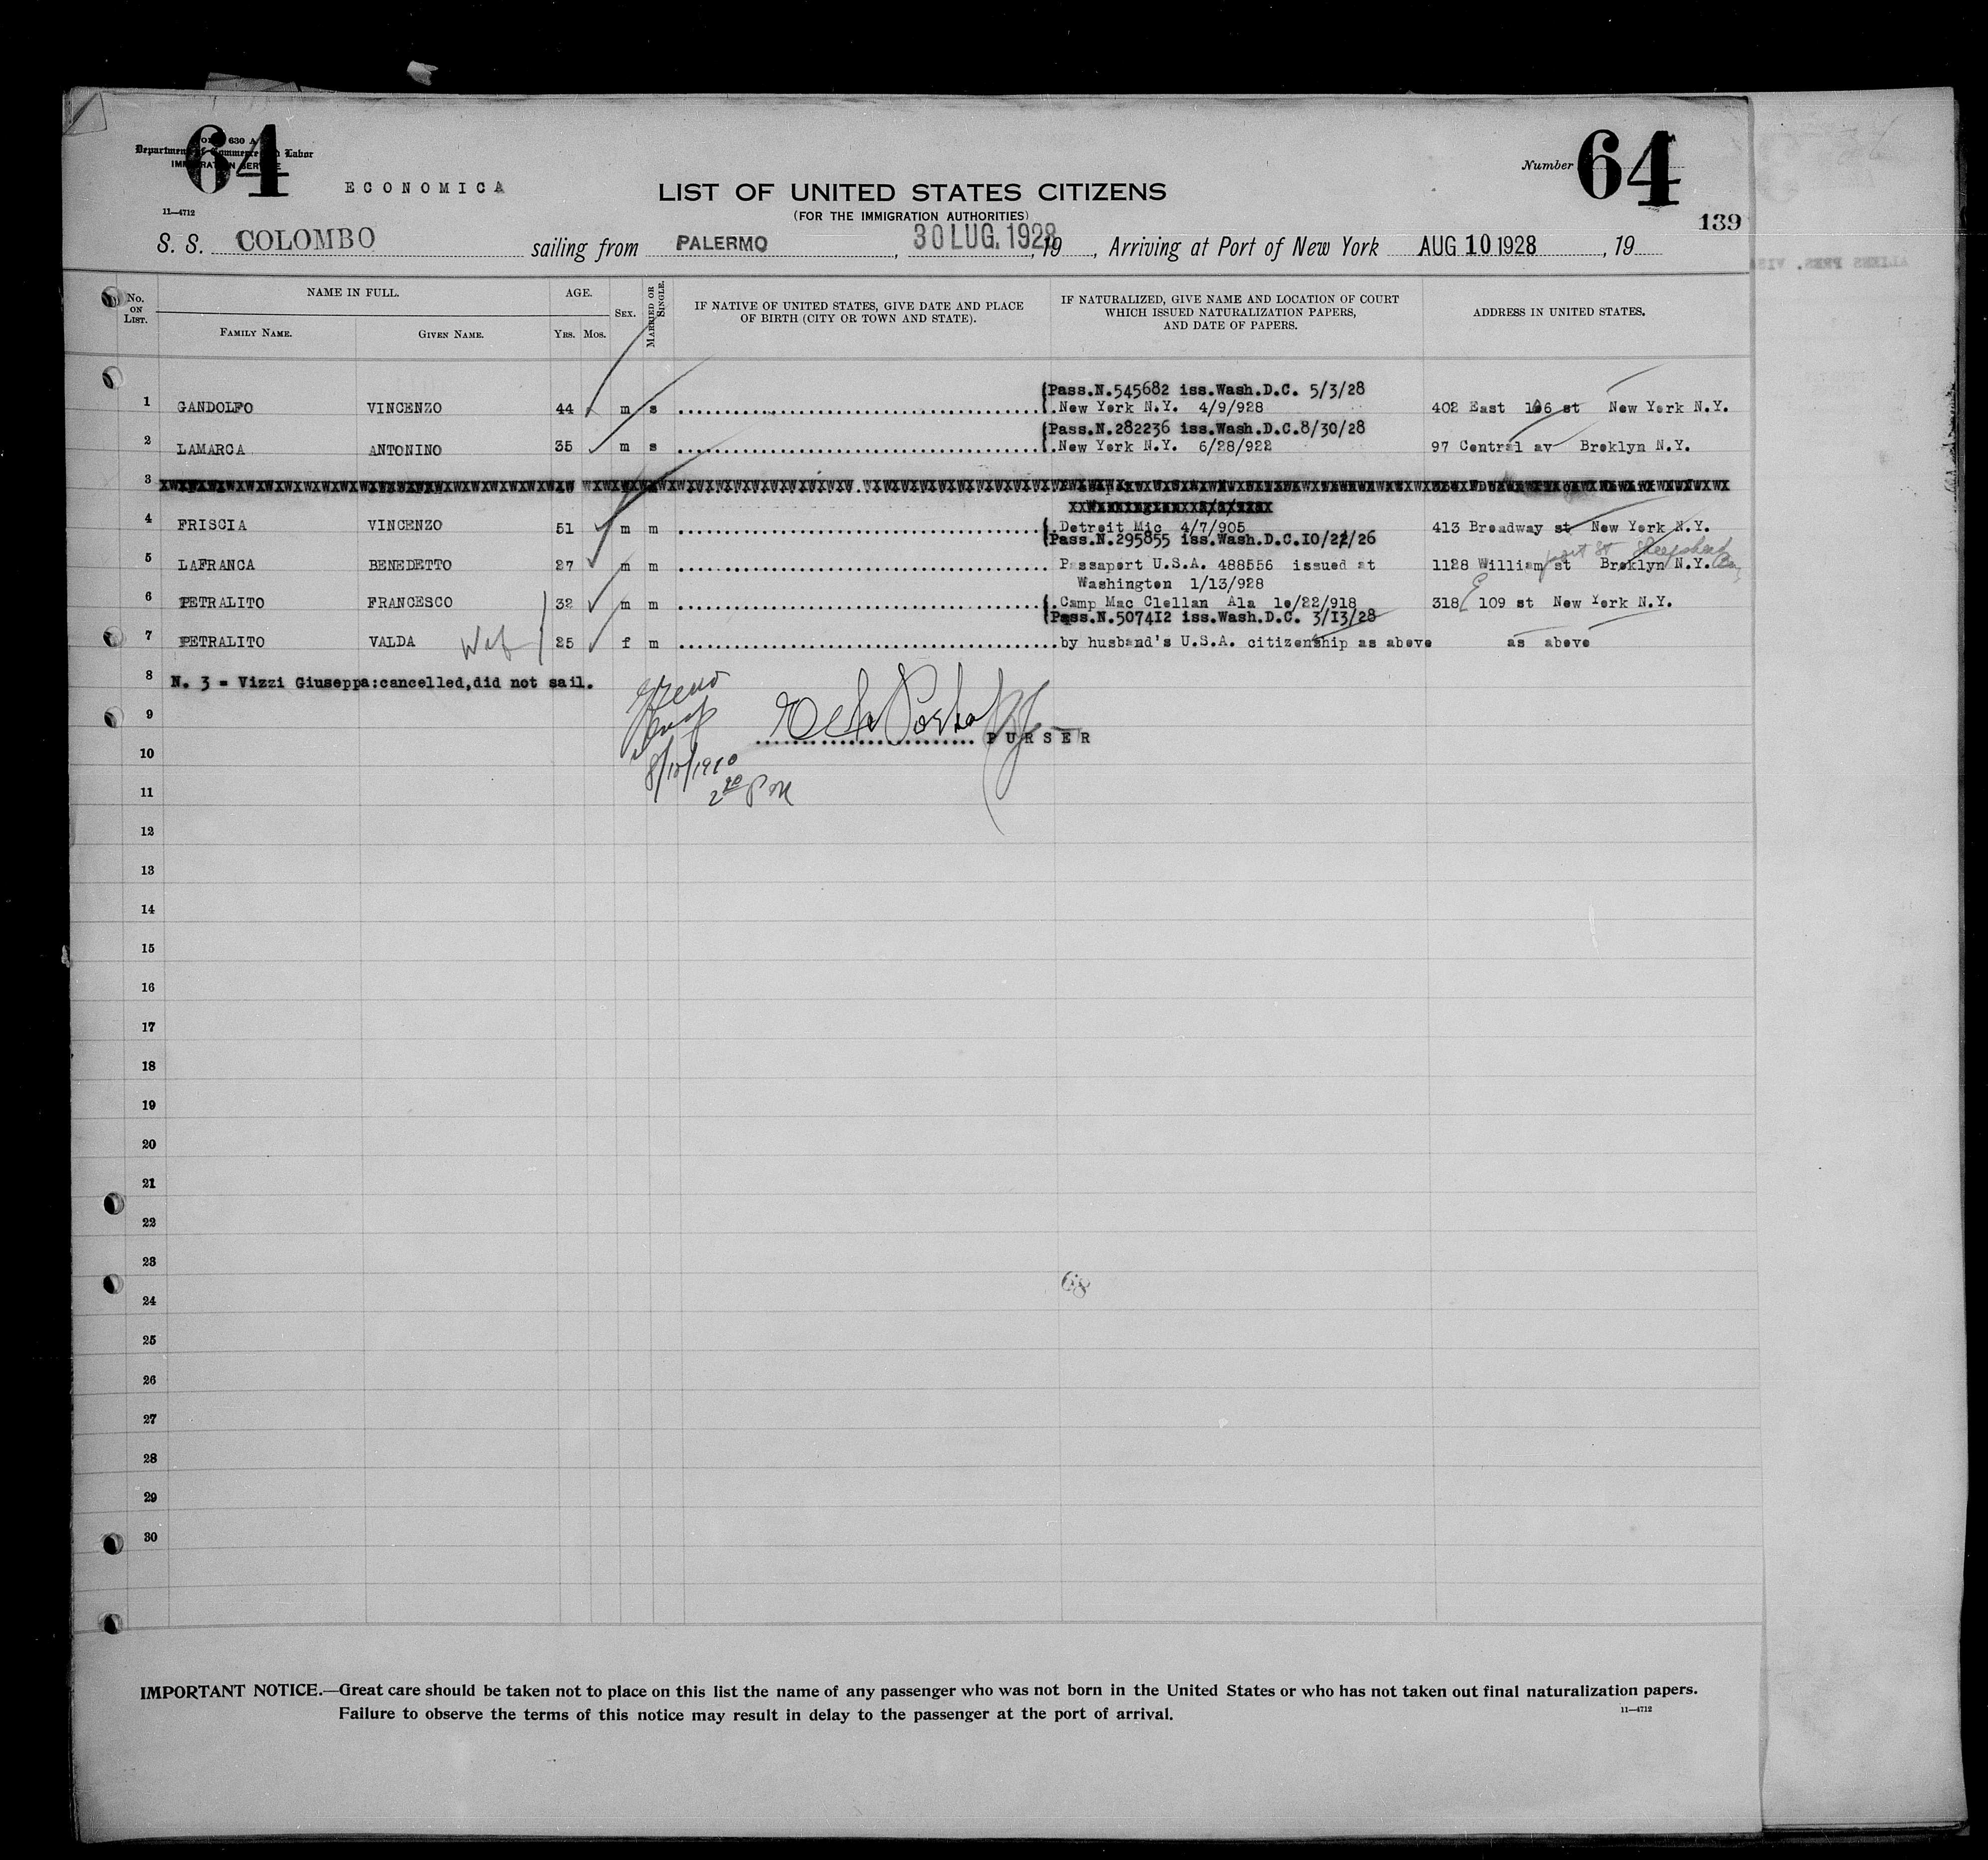 64
Form 630 A
Department of Commerce and Labor
IMMIGRATION SERVICE
11—4712
ECONOMICA
LIST OF UNITED STATES CITIZENS
(FOR THE IMMIGRATION AUTHORITIES)
Number 64
139
S. S. COLOMBO sailing from PALERMO, 30 LUG. 1928, 19, Arriving at Port of New York AUG 10 1928, 19
No. ON LIST.
NAME IN FULL.
FAMILY NAME. GIVEN NAME.
AGE.
YRS. MOS.
SEX.
MARRIED OR SINGLE.
IF NATIVE OF UNITED STATES, GIVE DATE AND PLACE
OF BIRTH (CITY OR TOWN AND STATE).
IF NATURALIZED, GIVE NAME AND LOCATION OF COURT
WHICH ISSUED NATURALIZATION PAPERS,
AND DATE OF PAPERS.
ADDRESS IN UNITED STATES.
(Pass.N.545682 iss.Wash.D.C. 5/3/28
1 GANDOLFO VINCENZO 44 m s (.New York N.Y. 4/9/928 402 East 106 st New York N.Y.
(Pass.N.282236 iss.Wash.D.C.8/30/28
2 LAMARCA ANTONINO 35 m s (.New York N.Y. 6/28/922 97 Central av Broklyn N.Y.
3
4 FRISCIA VINCENZO 51 m m (.Detroit Mic 4/7/905 413 Broadway st New York N.Y.
(Pass.N.295855 iss.Wash.D.C.10/22/26
5 LAFRANCA BENEDETTO 27 m m Passaport U.S.A. 488556 issued at 1128 William st Broklyn N.Y.
Washington 1/13/928
6 PETRALITO FRANCESCO 32 m m (.Camp Mac Clellan Ala 1o/22/918 318 E 109 st New York N.Y.
(Pass.N.507412 iss.Wash.D.C. 3/13/28
7 PETRALITO VALDA Wife 25 f m by husband's U.S.A. citizenship as above as above
8 N. 3 = Vizzi Giuseppa:cancelled,did not sail.
9
PURSER
10
11
12
13
14
15
16
17
18
19
20
21
22
23
68
24
25
26
27
28
29
30
IMPORTANT NOTICE.—Great care should be taken not to place on this list the name of any passenger who was not born in the United States or who has not taken out final naturalization papers.
Failure to observe the terms of this notice may result in delay to the passenger at the port of arrival.
11—4712